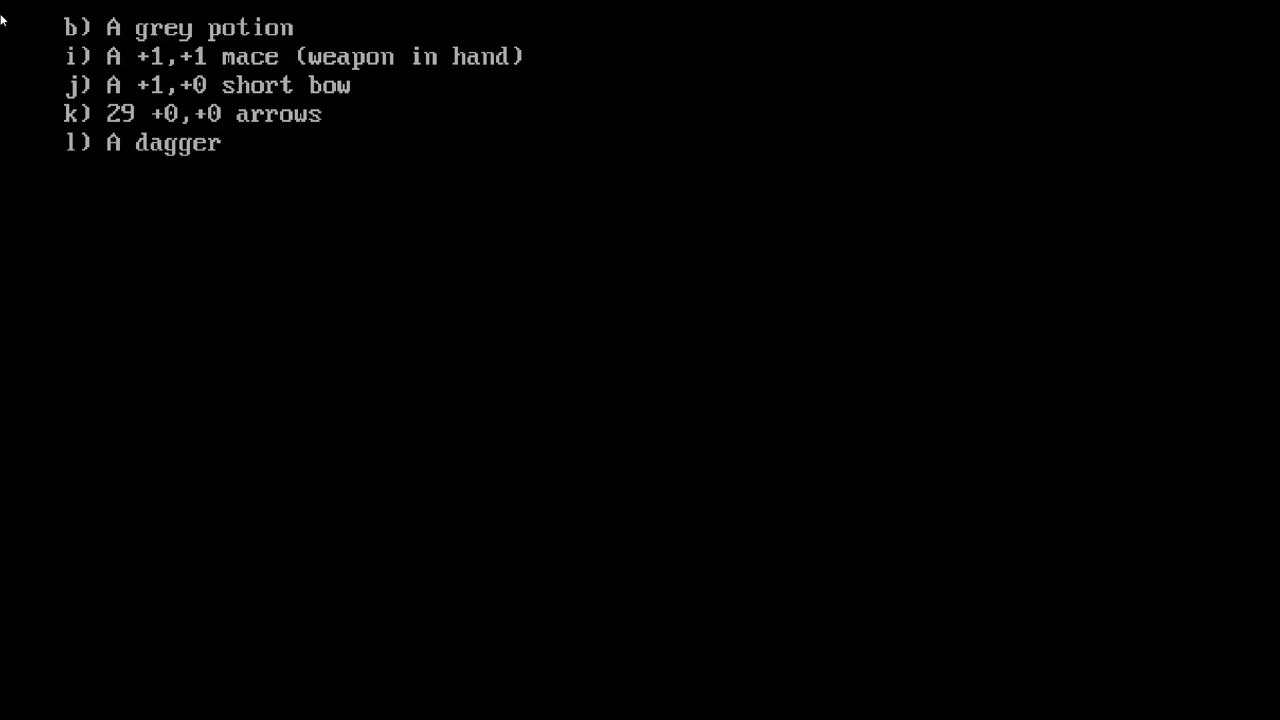 b) A grey potion
i) A +1,+1 mace (weapon in hand)
j) A +1,+0 short bow
k) 29 +0,+0 arrows
l) A dagger